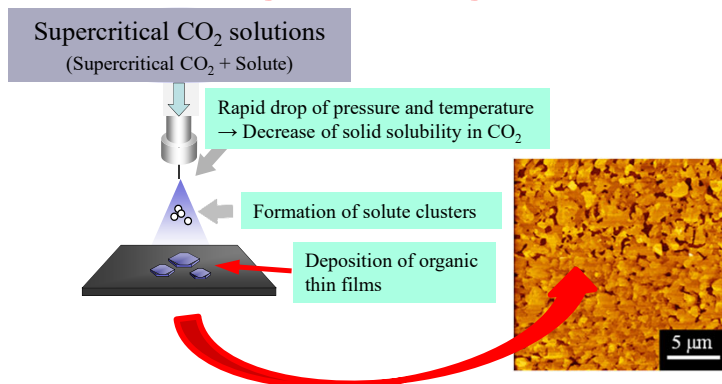 Supercritical CO₂ solutions
(Supercritical CO₂ + Solute)
Rapid drop of pressure and temperature
→ Decrease of solid solubility in CO₂
Formation of solute clusters
Deposition of organic
thin films
5 μm